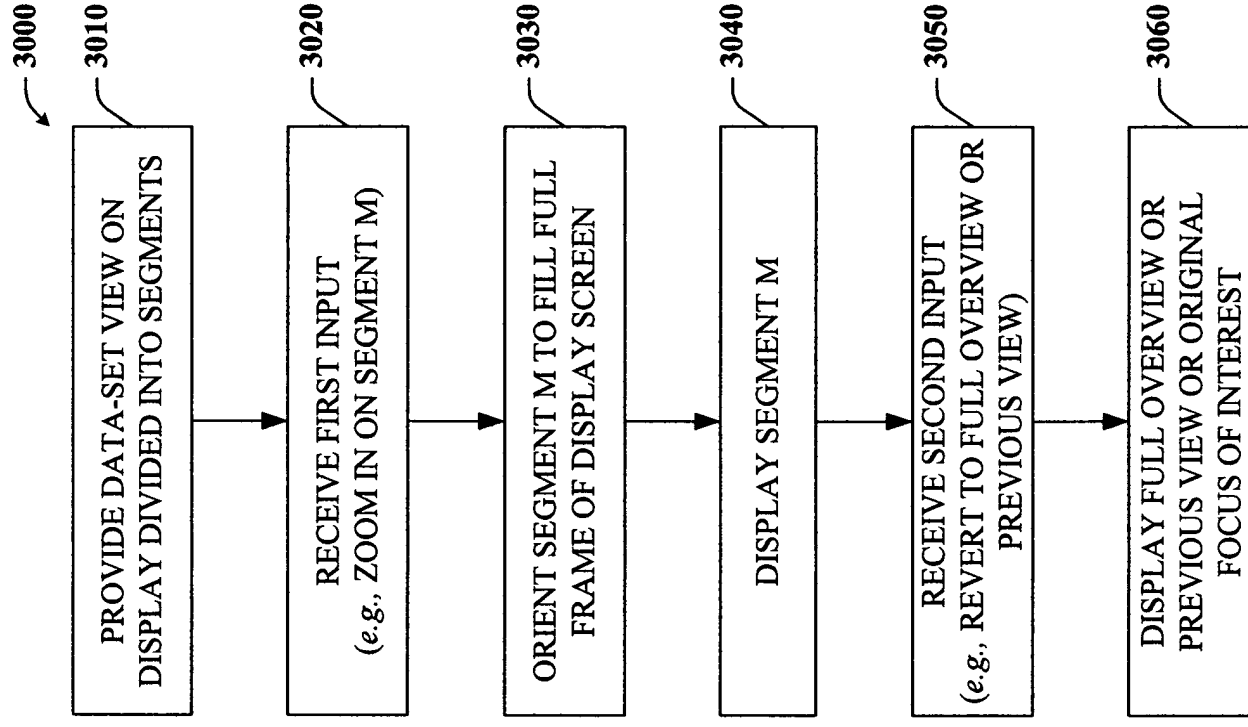 3000
3010
PROVIDE DATA-SET VIEW ON
DISPLAY DIVIDED INTO SEGMENTS
3020
RECEIVE FIRST INPUT
(e.g., ZOOM IN ON SEGMENT M)
3030
ORIENT SEGMENT M TO FILL FULL
FRAME OF DISPLAY SCREEN
3040
DISPLAY SEGMENT M
3050
RECEIVE SECOND INPUT
(e.g., REVERT TO FULL OVERVIEW OR
PREVIOUS VIEW)
3060
DISPLAY FULL OVERVIEW OR
PREVIOUS VIEW OR ORIGINAL
FOCUS OF INTEREST